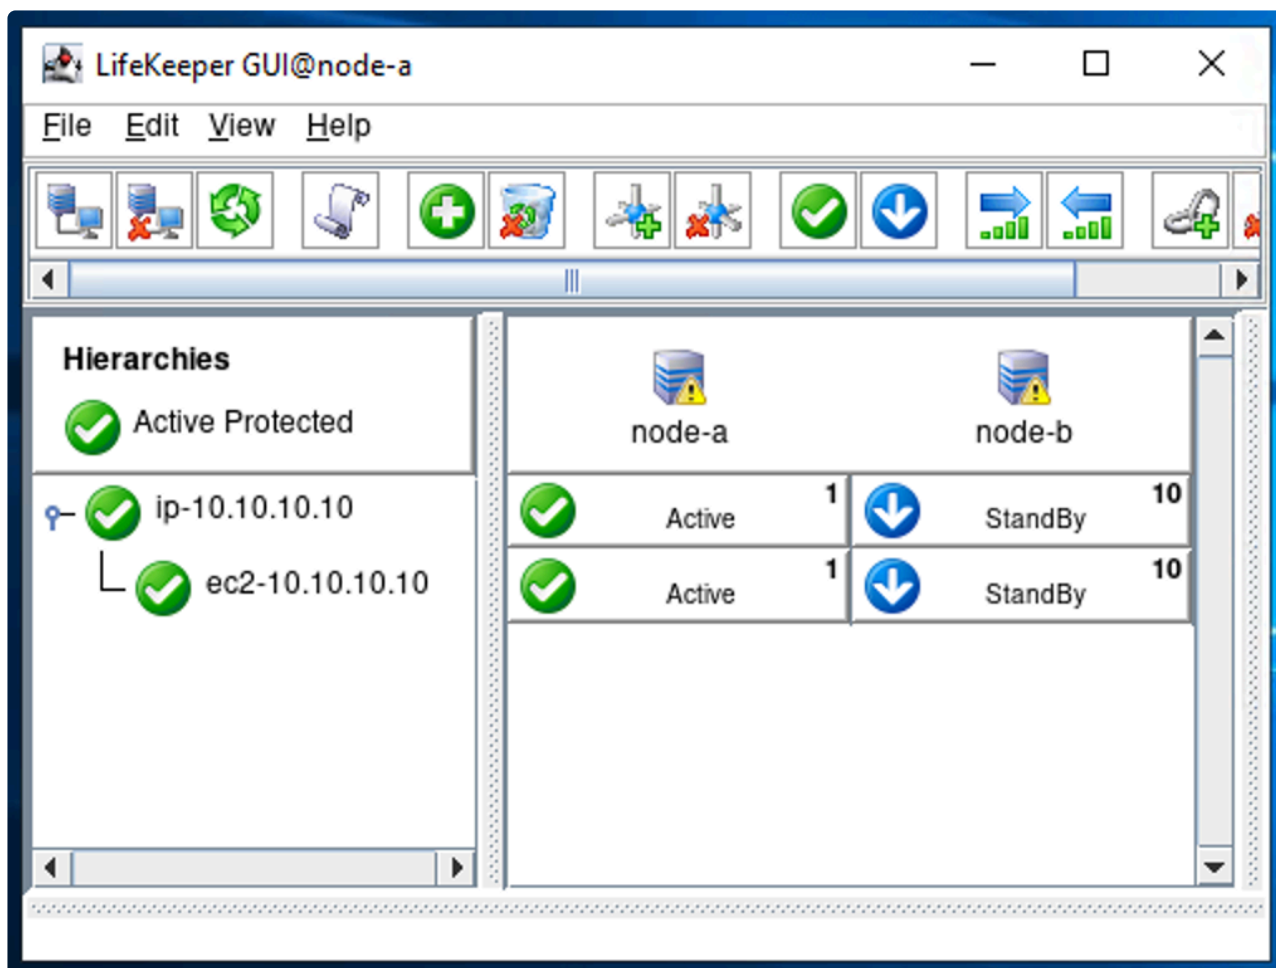 LifeKeeper GUI@node-a
File Edit View Help
Hierarchies
Active Protected
node-a node-b
ip-10.10.10.10 Active 1 StandBy 10
ec2-10.10.10.10 Active 1 StandBy 10